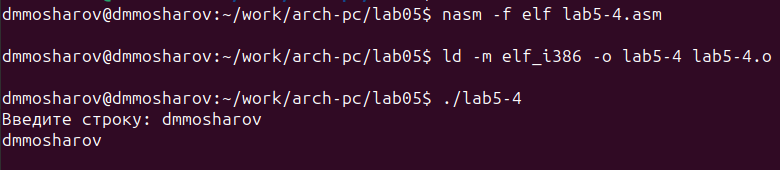 dmmosharov@dmmosharov:~/work/arch-pc/lab05$ nasm -f elf lab5-4.asm
dmmosharov@dmmosharov:~/work/arch-pc/lab05$ ld -m elf_i386 -o lab5-4 lab5-4.o
dmmosharov@dmmosharov:~/work/arch-pc/lab05$ ./lab5-4
Введите строку: dmmosharov
dmmosharov